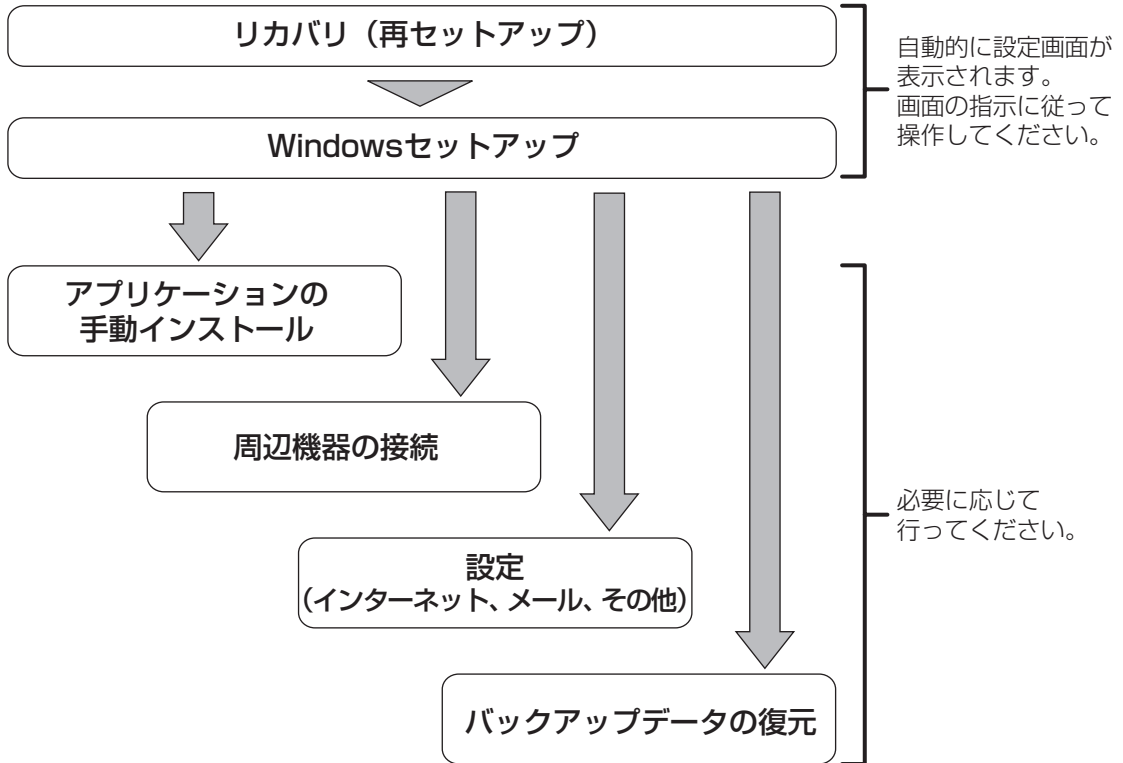 リカバリ（再セットアップ）
Windowsセットアップ
自動的に設定画面が
表示されます。
画面の指示に従って
操作してください。
アプリケーションの
手動インストール
周辺機器の接続
設定
（インターネット、メール、その他）
バックアップデータの復元
必要に応じて
行ってください。